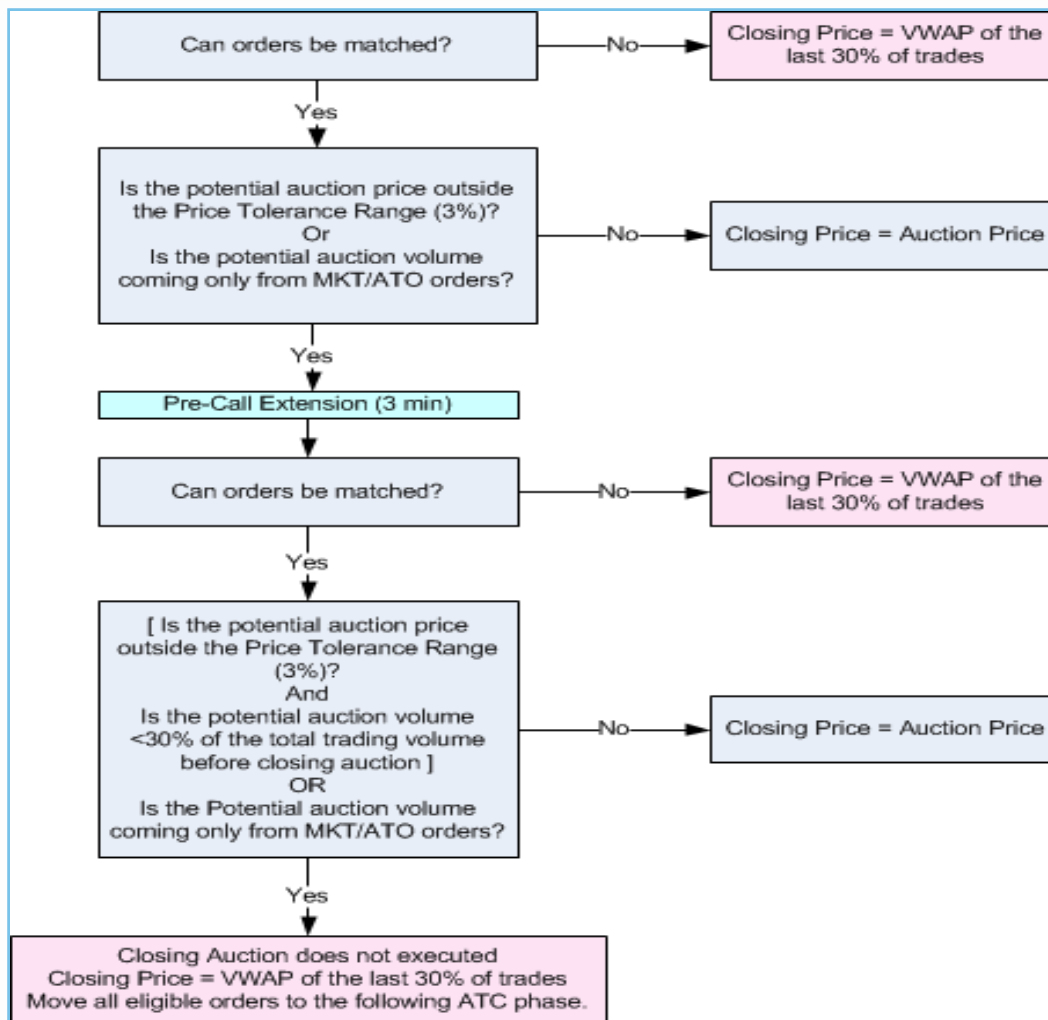 Can orders be matched?
No
Closing Price = VWAP of the
last 30% of trades
Yes
Is the potential auction price outside
the Price Tolerance Range (3%)?
Or
Is the potential auction volume
coming only from MKT/ATO orders?
No
Closing Price = Auction Price
Yes
Pre-Call Extension (3 min)
Can orders be matched?
No
Closing Price = VWAP of the
last 30% of trades
Yes
[ Is the potential auction price
outside the Price Tolerance Range
(3%)?
And
Is the potential auction volume
<30% of the total trading volume
before closing auction ]
OR
Is the Potential auction volume
coming only from MKT/ATO orders?
No
Closing Price = Auction Price
Yes
Closing Auction does not executed
Closing Price = VWAP of the last 30% of trades
Move all eligible orders to the following ATC phase.